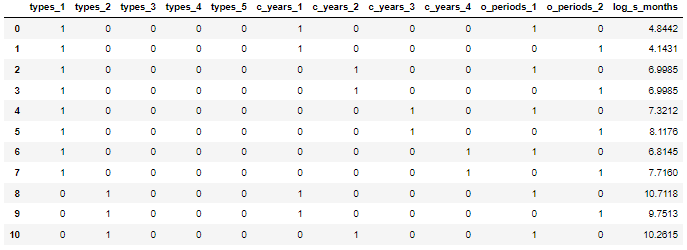 types_1 types_2 types_3 types_4 types_5 c_years_1 c_years_2 c_years_3 c_years_4 o_periods_1 o_periods_2 log_s_months
0 1 0 0 0 0 1 0 0 0 1 0 4.8442
1 1 0 0 0 0 1 0 0 0 0 1 4.1431
2 1 0 0 0 0 0 1 0 0 1 0 6.9985
3 1 0 0 0 0 0 1 0 0 0 1 6.9985
4 1 0 0 0 0 0 0 1 0 1 0 7.3212
5 1 0 0 0 0 0 0 1 0 0 1 8.1176
6 1 0 0 0 0 0 0 0 1 1 0 6.8145
7 1 0 0 0 0 0 0 0 1 0 1 7.7160
8 0 1 0 0 0 1 0 0 0 1 0 10.7118
9 0 1 0 0 0 1 0 0 0 0 1 9.7513
10 0 1 0 0 0 0 1 0 0 1 0 10.2615